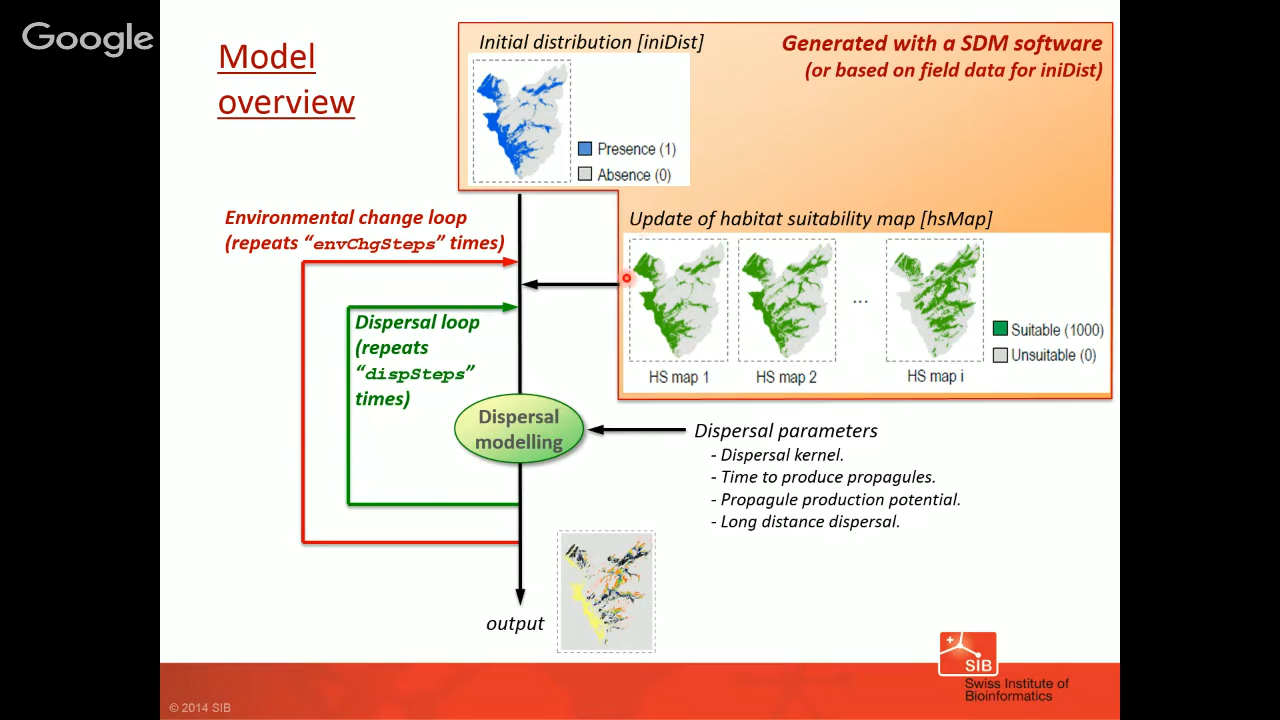 Google
Model
overview
Initial distribution [iniDist]
Generated with a SDM software
(or based on field data for iniDist)
Presence (1)
Absence (0)
Environmental change loop
(repeats “envChgSteps” times)
Update of habitat suitability map [hsMap]
...
Suitable (1000)
Unsuitable (0)
HS map 1
HS map 2
HS map i
Dispersal loop
(repeats
“dispSteps”
times)
Dispersal
modelling
Dispersal parameters
- Dispersal kernel.
- Time to produce propagules.
- Propagule production potential.
- Long distance dispersal.
output
SIB
Swiss Institute of
Bioinformatics
© 2014 SIB